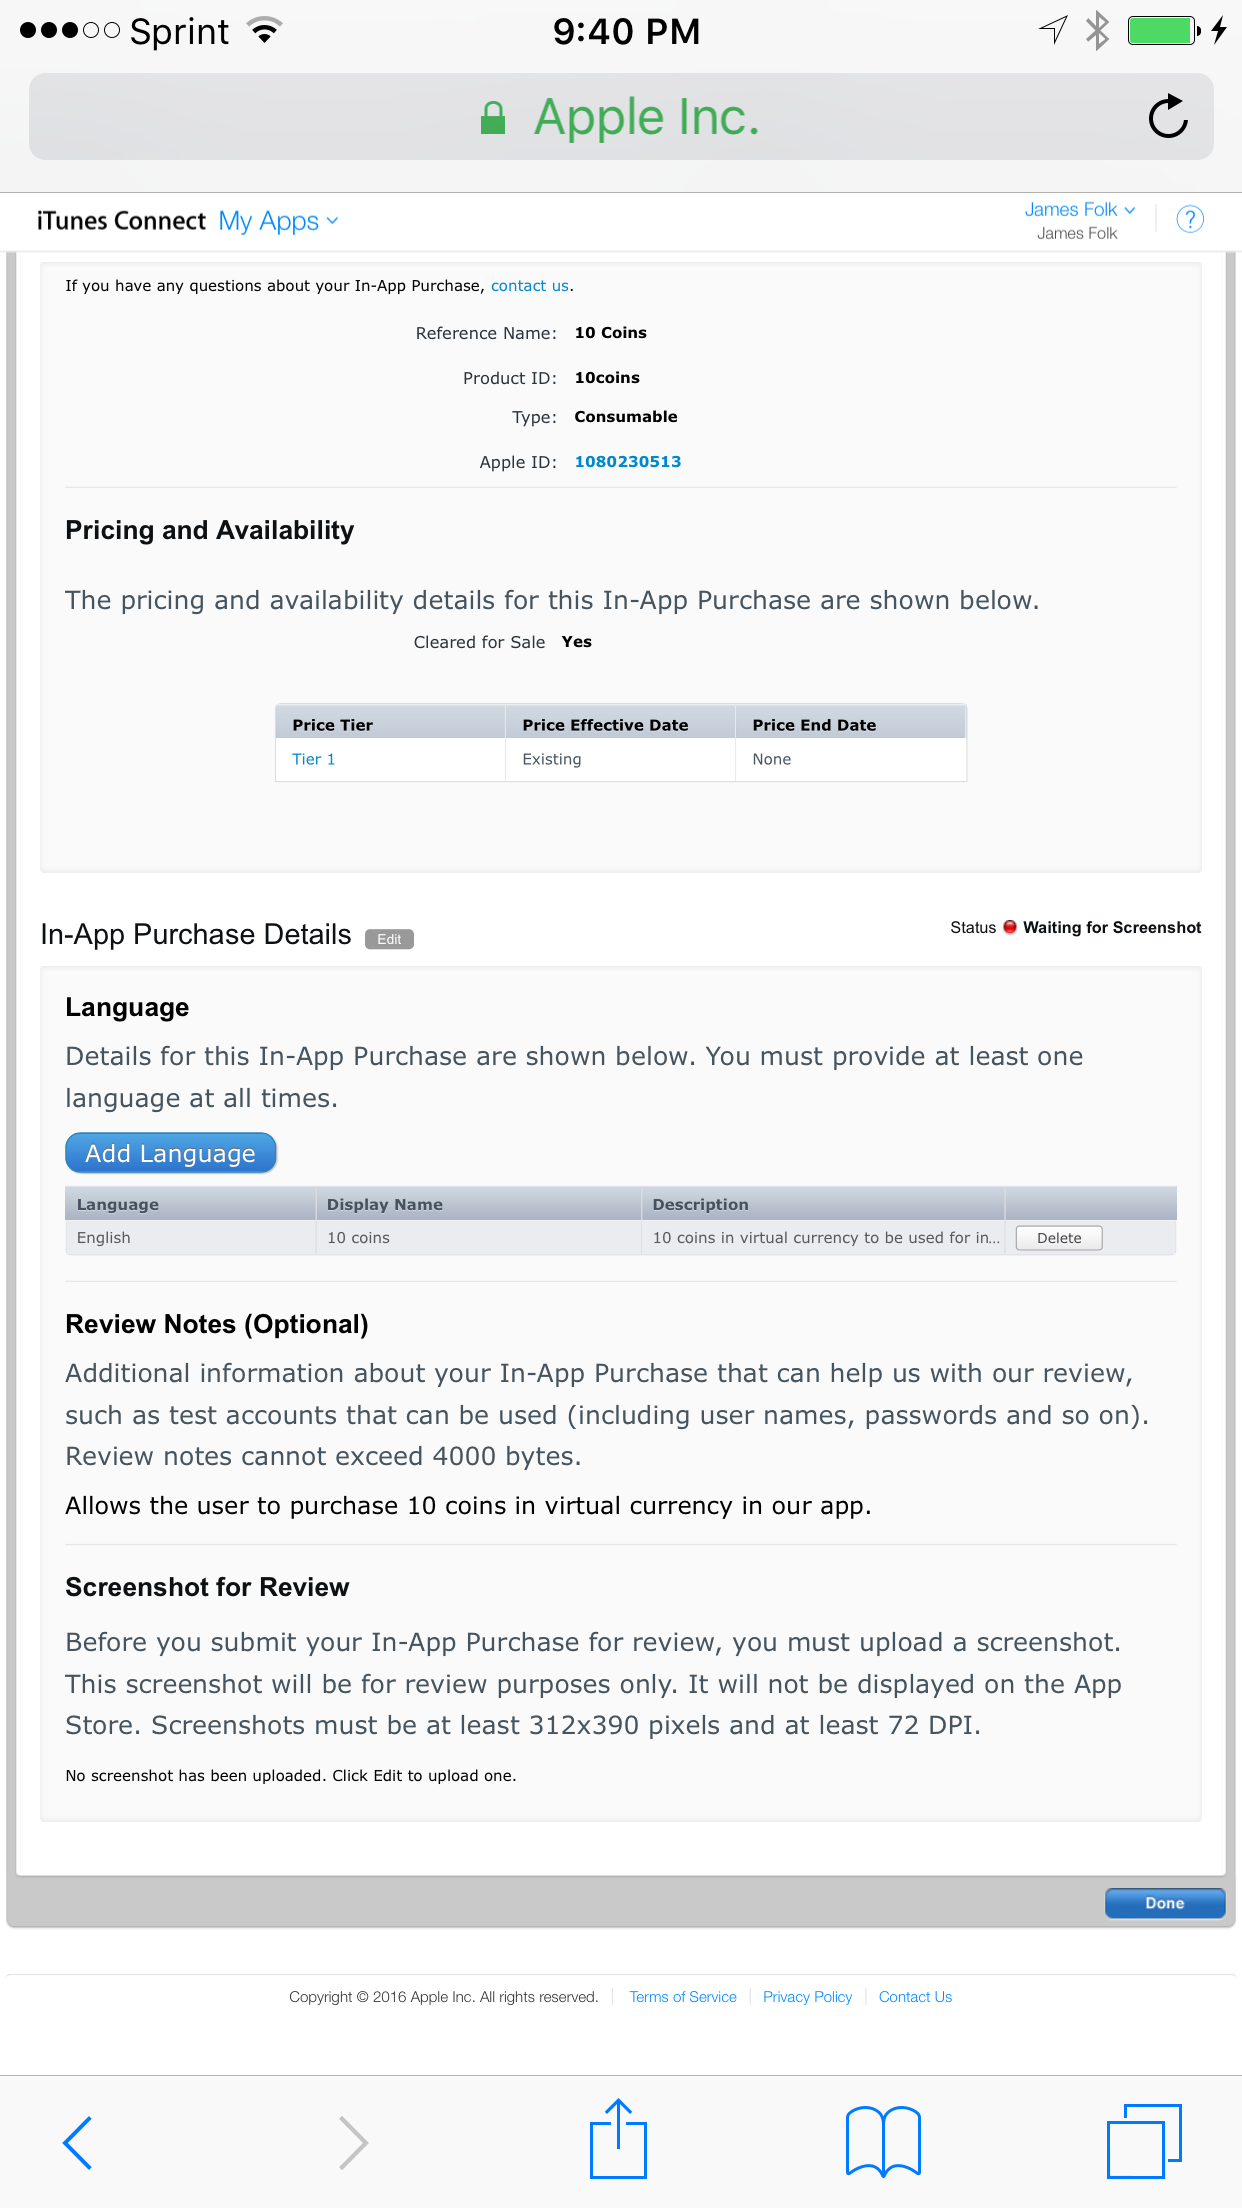 Sprint 9:40 PM
Apple Inc.
iTunes Connect My Apps James Folk
James Folk
?
If you have any questions about your In-App Purchase, contact us.
Reference Name: 10 Coins
Product ID: 10coins
Type: Consumable
Apple ID: 1080230513
Pricing and Availability
The pricing and availability details for this In-App Purchase are shown below.
Cleared for Sale Yes
Price Tier Price Effective Date Price End Date
Tier 1 Existing None
In-App Purchase Details Edit Status Waiting for Screenshot
Language
Details for this In-App Purchase are shown below. You must provide at least one
language at all times.
Add Language
Language Display Name Description
English 10 coins 10 coins in virtual currency to be used for in... Delete
Review Notes (Optional)
Additional information about your In-App Purchase that can help us with our review,
such as test accounts that can be used (including user names, passwords and so on).
Review notes cannot exceed 4000 bytes.
Allows the user to purchase 10 coins in virtual currency in our app.
Screenshot for Review
Before you submit your In-App Purchase for review, you must upload a screenshot.
This screenshot will be for review purposes only. It will not be displayed on the App
Store. Screenshots must be at least 312x390 pixels and at least 72 DPI.
No screenshot has been uploaded. Click Edit to upload one.
Done
Copyright © 2016 Apple Inc. All rights reserved. Terms of Service Privacy Policy Contact Us